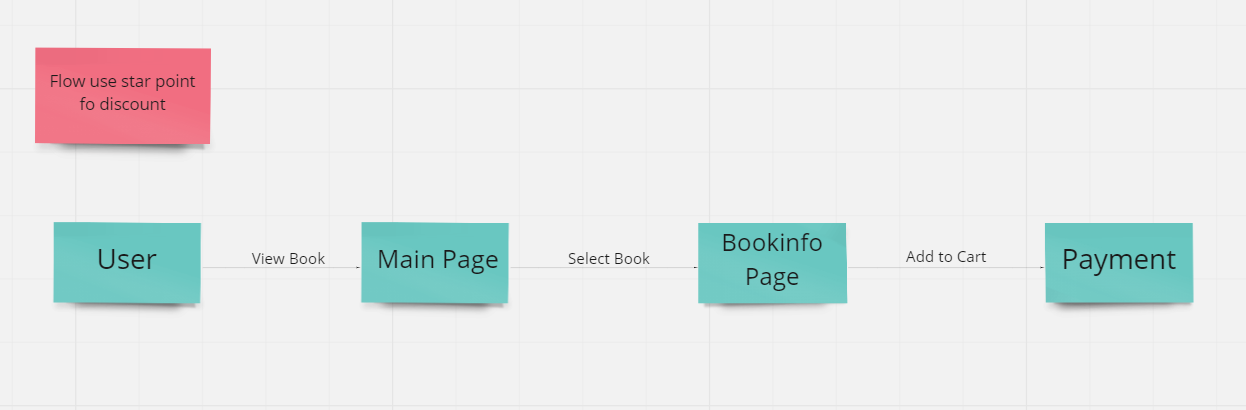 Flow use star point
fo discount
User
View Book
Main Page
Select Book
Bookinfo
Page
Add to Cart
Payment